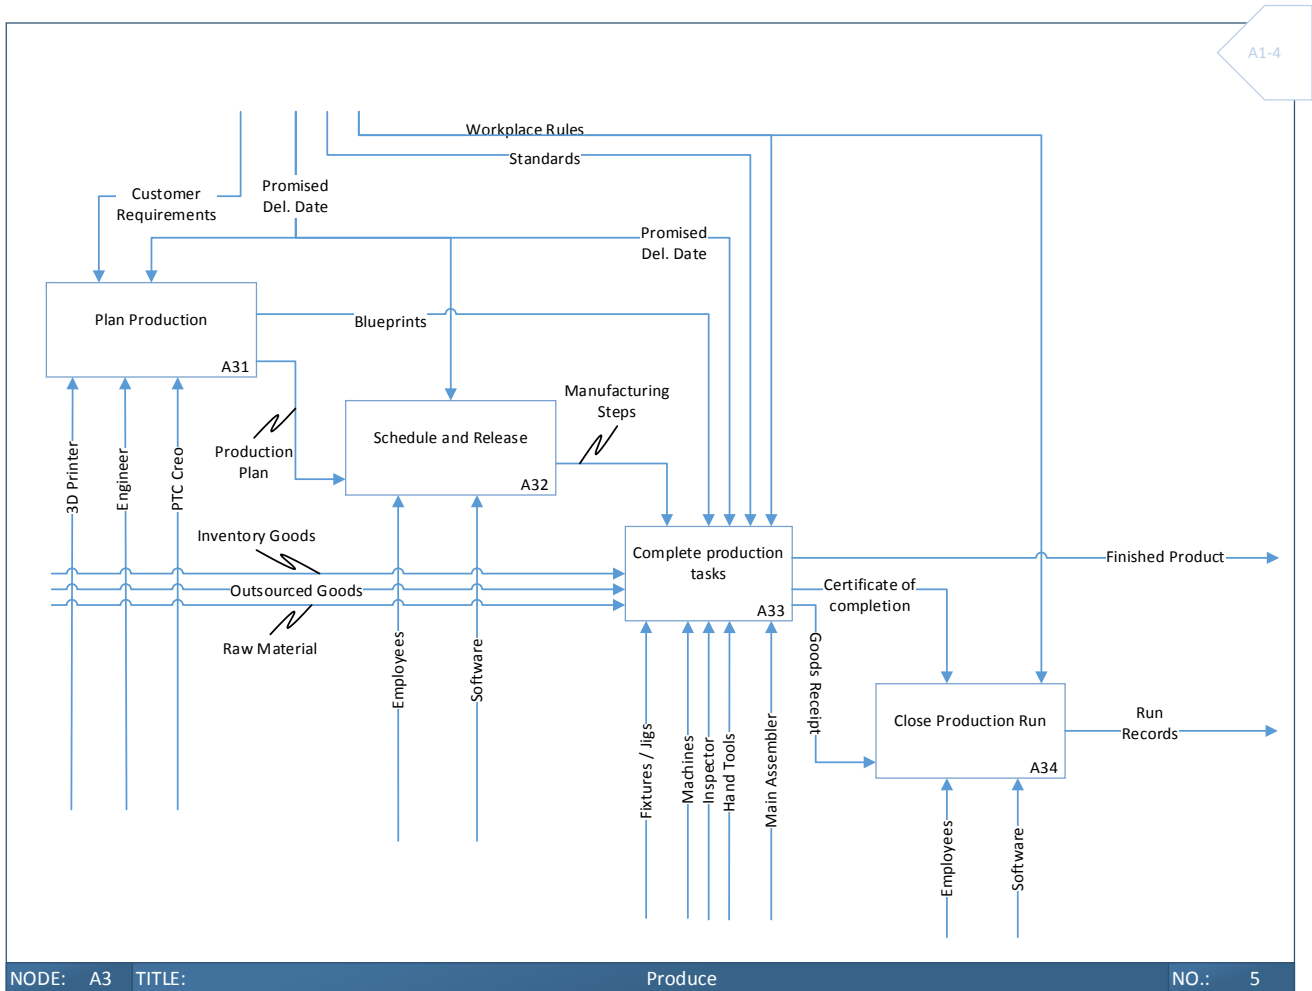 A1-4
Workplace Rules
Standards
Customer
Requirements
Promised
Del. Date
Promised
Del. Date
Plan Production
A31
Blueprints
Manufacturing
Steps
Schedule and Release
A32
Production
Plan
3D Printer
Engineer
PTC Creo
Inventory Goods
Outsourced Goods
Raw Material
Complete production
tasks
A33
Finished Product
Certificate of
completion
Goods Receipt
Employees
Software
Fixtures / Jigs
Machines
Inspector
Hand Tools
Main Assembler
Close Production Run
A34
Run
Records
Employees
Software
NODE: A3 TITLE: Produce NO.: 5